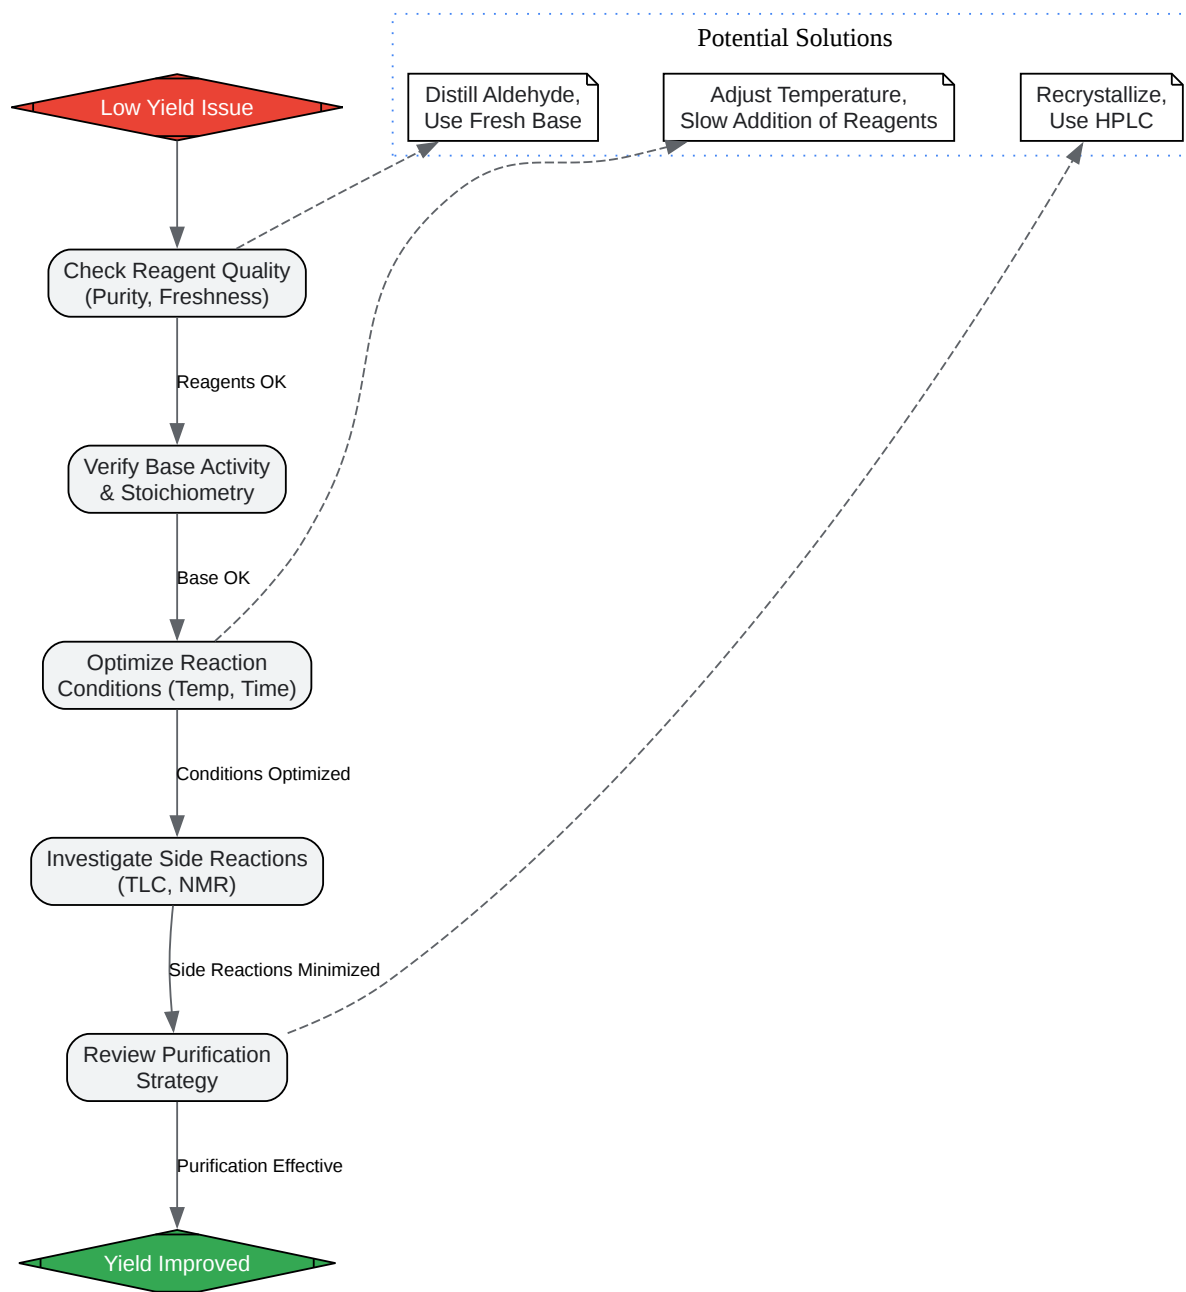 Potential Solutions
Low Yield Issue
Distill Aldehyde,
Use Fresh Base
Adjust Temperature,
Slow Addition of Reagents
Recrystallize,
Use HPLC
Check Reagent Quality
(Purity, Freshness)
Reagents OK
Verify Base Activity
& Stoichiometry
Base OK
Optimize Reaction
Conditions (Temp, Time)
Conditions Optimized
Investigate Side Reactions
(TLC, NMR)
Side Reactions Minimized
Review Purification
Strategy
Purification Effective
Yield Improved